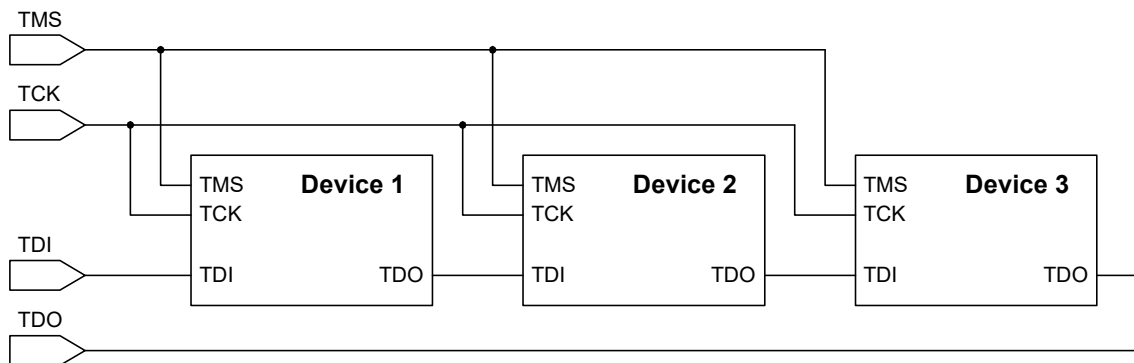 TMS
TCK
TMS Device 1
TCK
TDI TDO
TMS Device 2
TCK
TDI TDO
TMS Device 3
TCK
TDI TDO
TDI
TDO